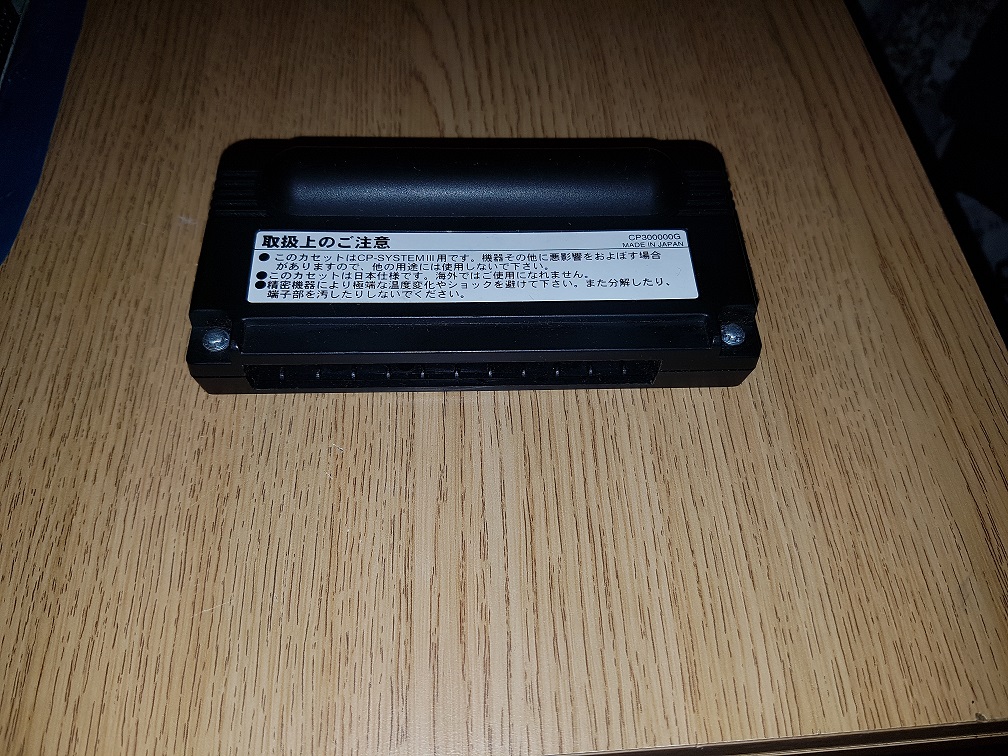 取扱上のご注意
CP300000G
MADE IN JAPAN
● このカセットはCP-SYSTEMⅢ用です。機器その他に悪影響をおよぼす場合
がありますので、他の用途には使用しないで下さい。
●このカセットは日本仕様です。海外ではご使用になれません。
●精密機器により極端な温度変化やショックを避けて下さい。また分解したり、
端子部を汚したりしないでください。